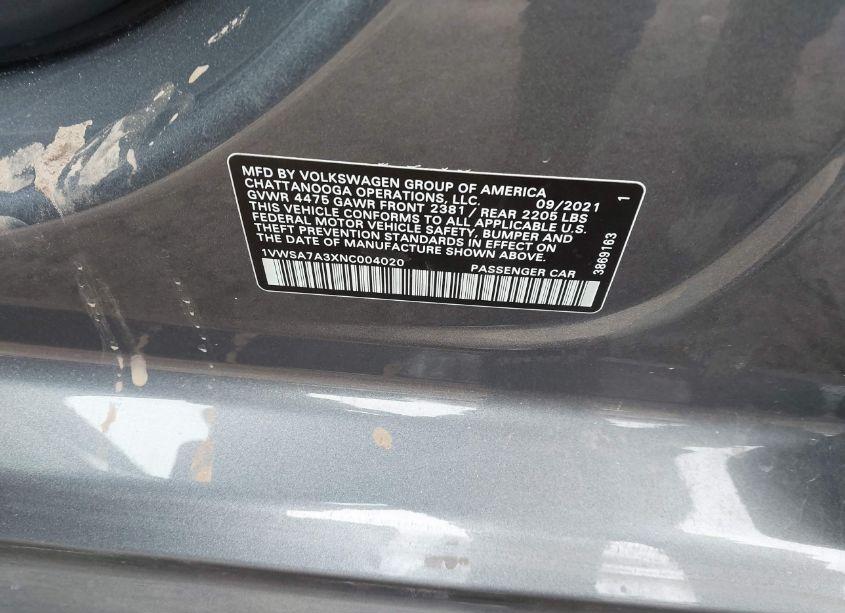 MFD BY VOLKSWAGEN GROUP OF AMERICA
CHATTANOOGA OPERATIONS, LLC. 09/2021
GVWR 4475 GAWR FRONT 2381 / REAR 2205 LBS
THIS VEHICLE CONFORMS TO ALL APPLICABLE U.S.
FEDERAL MOTOR VEHICLE SAFETY, BUMPER AND
THEFT PREVENTION STANDARDS IN EFFECT ON
THE DATE OF MANUFACTURE SHOWN ABOVE.
1VWSA7A3XNC004020 PASSENGER CAR
3869163 1